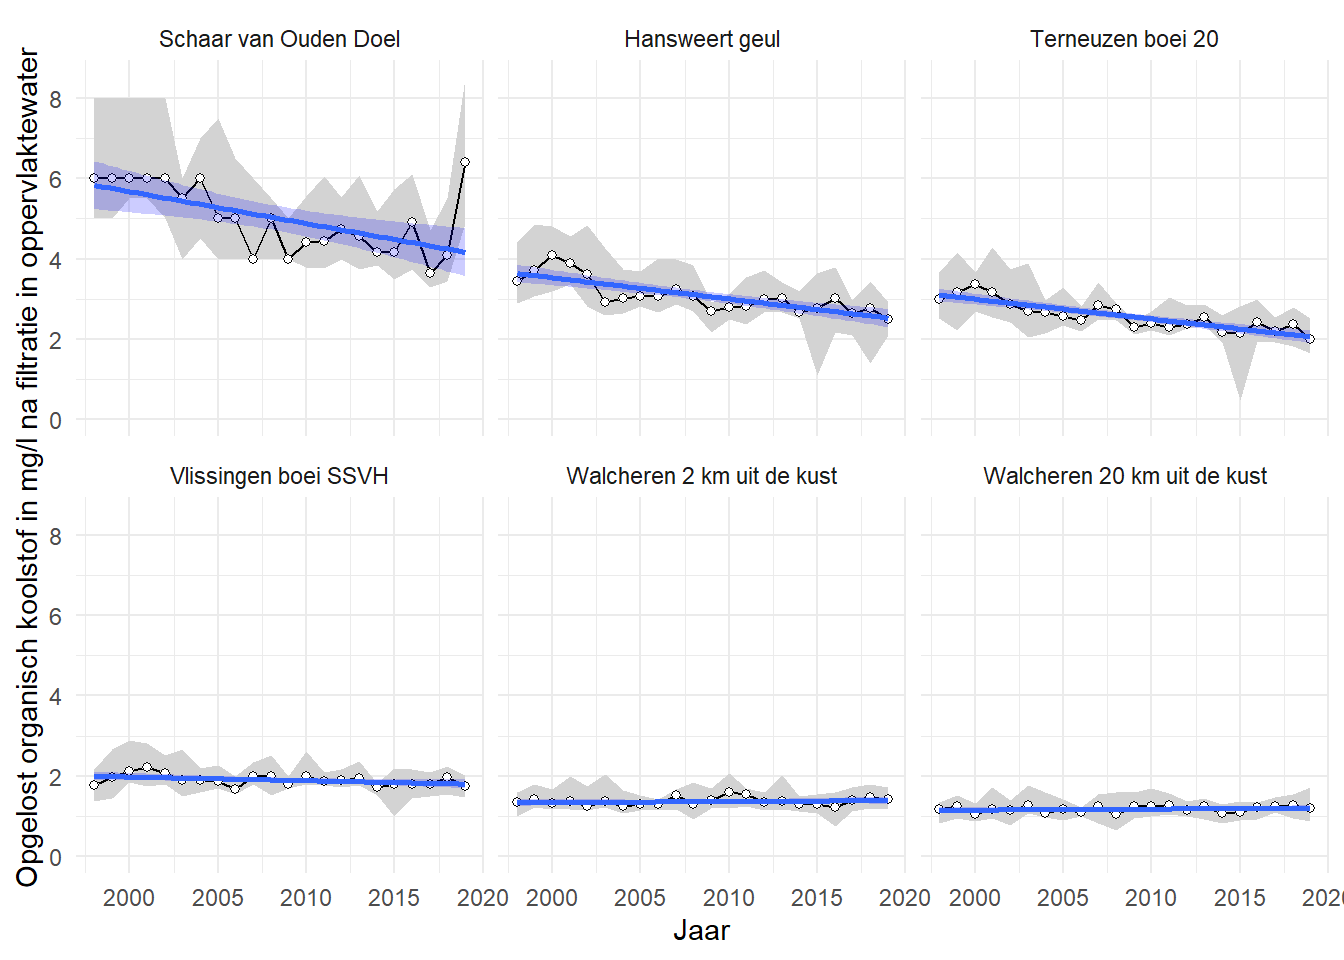 Opgelost organisch koolstof in mg/l na filtratie in oppervlaktewater
Schaar van Ouden Doel
Hansweert geul
Terneuzen boei 20
8
6
4
2
0
Vlissingen boei SSVH
Walcheren 2 km uit de kust
Walcheren 20 km uit de kust
8
6
4
2
0
2000 2005 2010 2015 2020
2000 2005 2010 2015 2020
2000 2005 2010 2015 2020
Jaar